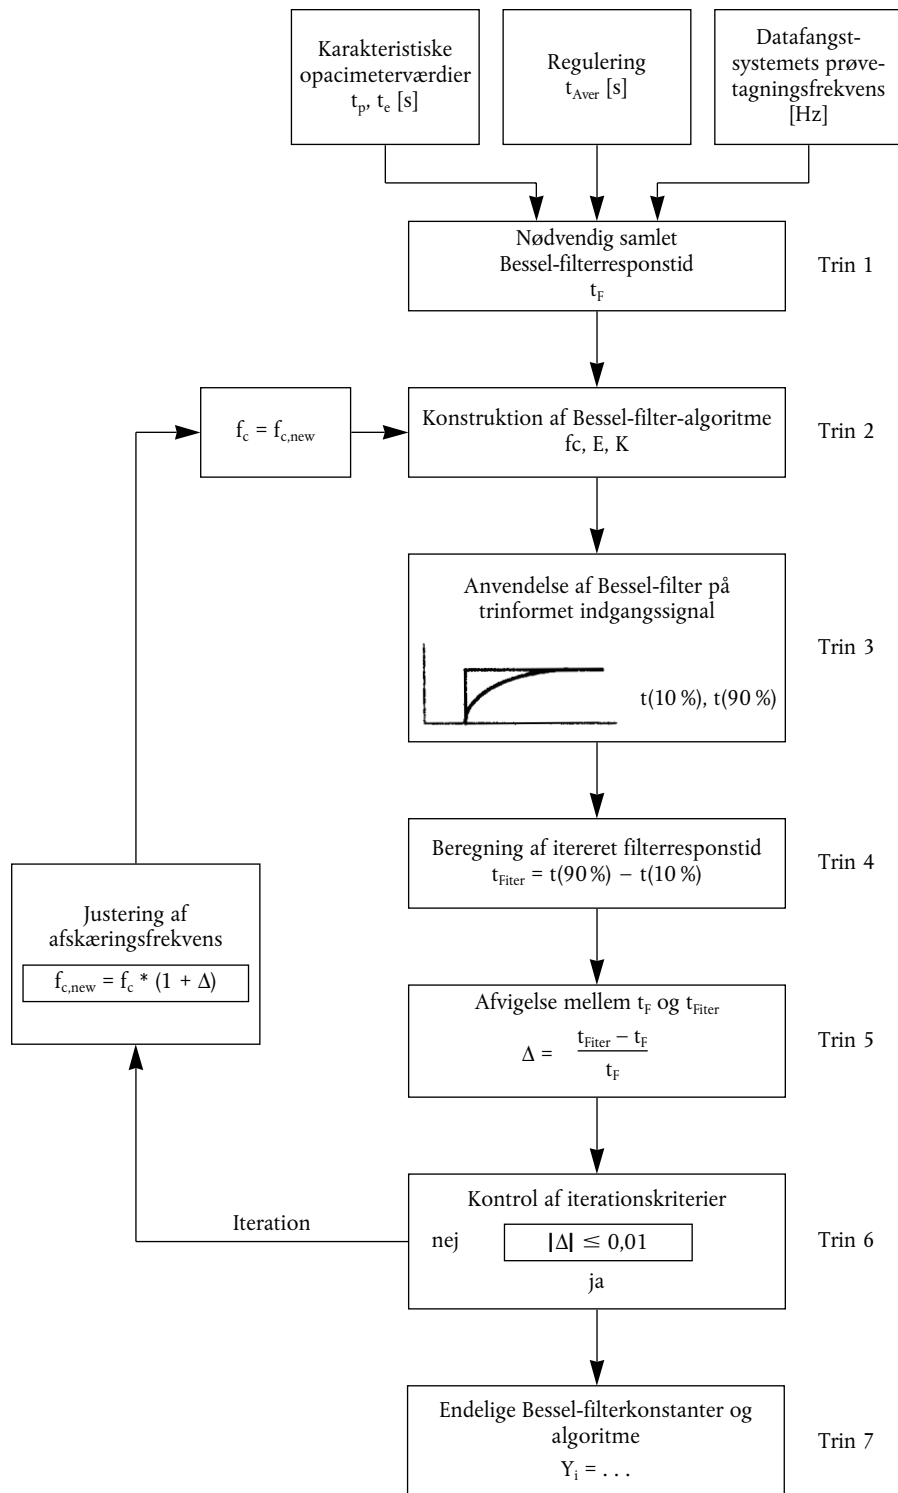 Karakteristiske
opacimeterværdier
tp, te [s]
Regulering
tAver [s]
Datafangst-
systemets prøve-
tagningsfrekvens
[Hz]
Nødvendig samlet
Bessel-filterresponstid
tF
Trin 1
fc = fc,new
Konstruktion af Bessel-filter-algoritme
fc, E, K
Trin 2
Anvendelse af Bessel-filter på
trinformet indgangssignal
t(10 %), t(90 %)
Trin 3
Beregning af itereret filterresponstid
tFiter = t(90 %) − t(10 %)
Trin 4
Justering af
afskæringsfrekvens
fc,new = fc * (1 + Δ)
Afvigelse mellem tF og tFiter
Δ = (tFiter − tF) / tF
Trin 5
Iteration
Kontrol af iterationskriterier
nej
|Δ| ≤ 0,01
ja
Trin 6
Endelige Bessel-filterkonstanter og
algoritme
Yi = . . .
Trin 7